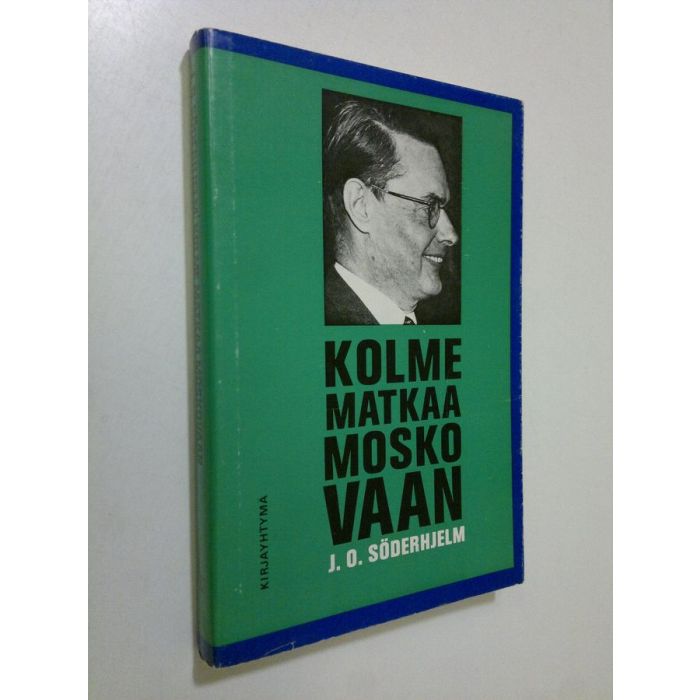 KOLME
MATKAA
MOSKO
VAAN
J. O. SÖDERHJELM
KIRJAYHTYMÄ